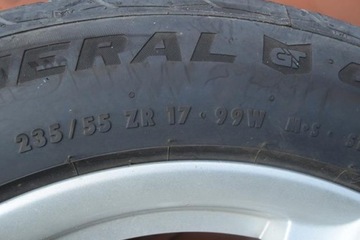 ERAL G
235/55 ZR 17 · 99W M+S